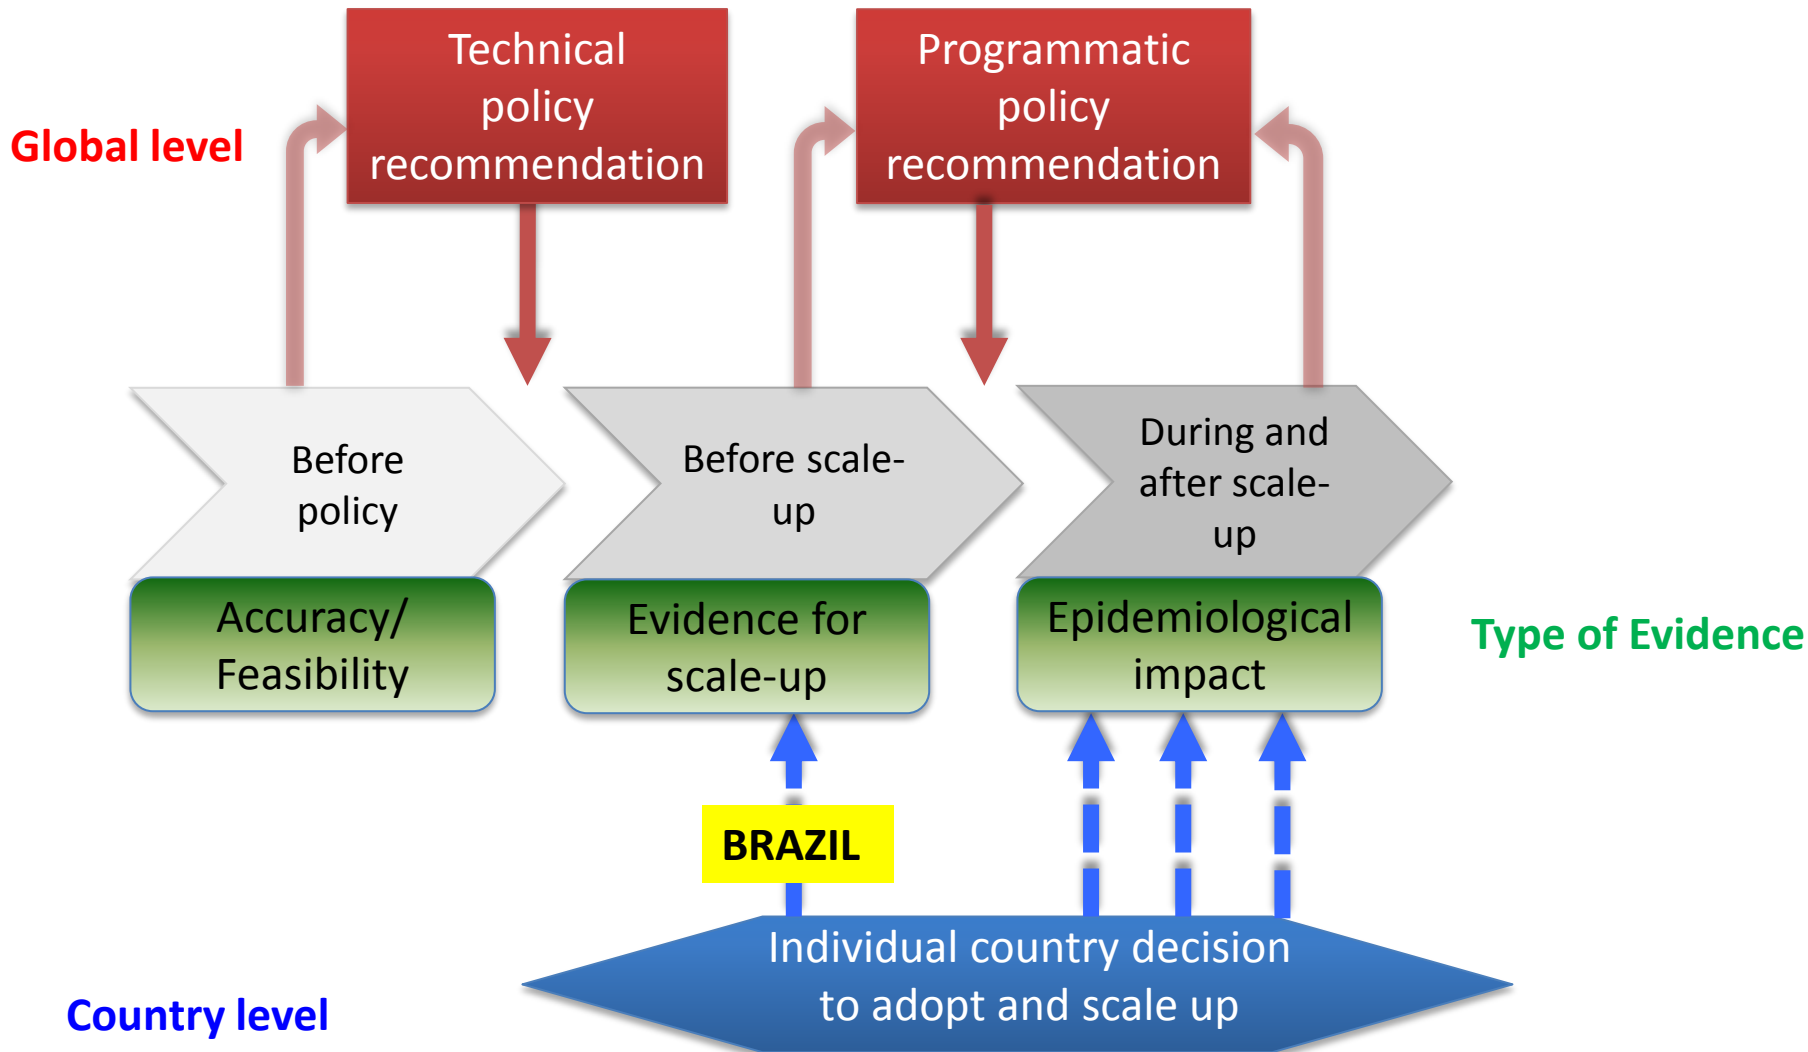 Technical
policy
recommendation
Programmatic
policy
recommendation
Global level
Before
policy
Before scale-
up
During and
after scale-
up
Accuracy/
Feasibility
Evidence for
scale-up
Epidemiological
impact
Type of Evidence
BRAZIL
Individual country decision
to adopt and scale up
Country level